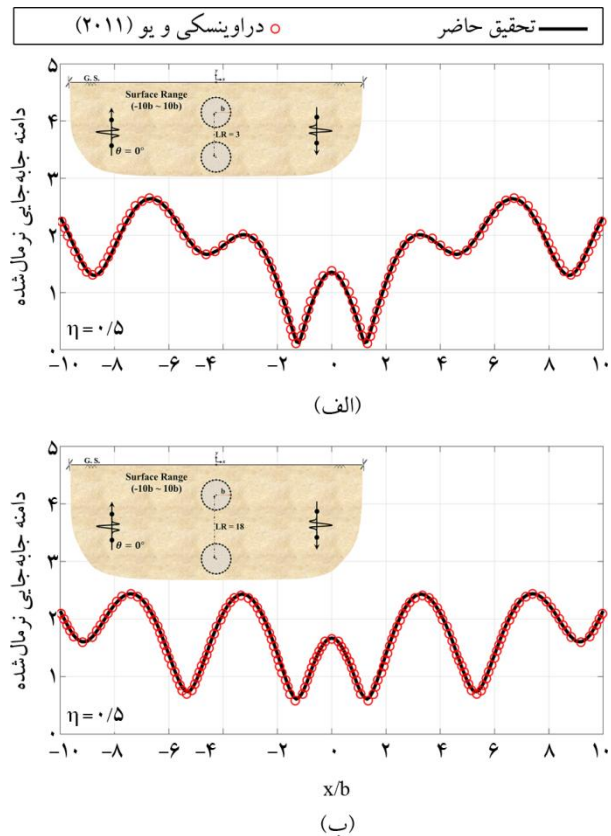 تحقیق حاضر
دراوینسکی و یو (۲۰۱۱)
دامنه جابه‌جایی نرمال‌شده
۵
۴
۳
۲
۱
۰
G. S.
Surface Range
(-10b ~ 10b)
b
LR = 3
θ = 0°
η = ۰/۵
−۱۰ −۸ −۶ −۴ −۲ ۰ ۲ ۴ ۶ ۸ ۱۰
(الف)
دامنه جابه‌جایی نرمال‌شده
۵
۴
۳
۲
۱
۰
G. S.
Surface Range
(-10b ~ 10b)
b
LR = 18
θ = 0°
η = ۰/۵
−۱۰ −۸ −۶ −۴ −۲ ۰ ۲ ۴ ۶ ۸ ۱۰
x/b
(ب)